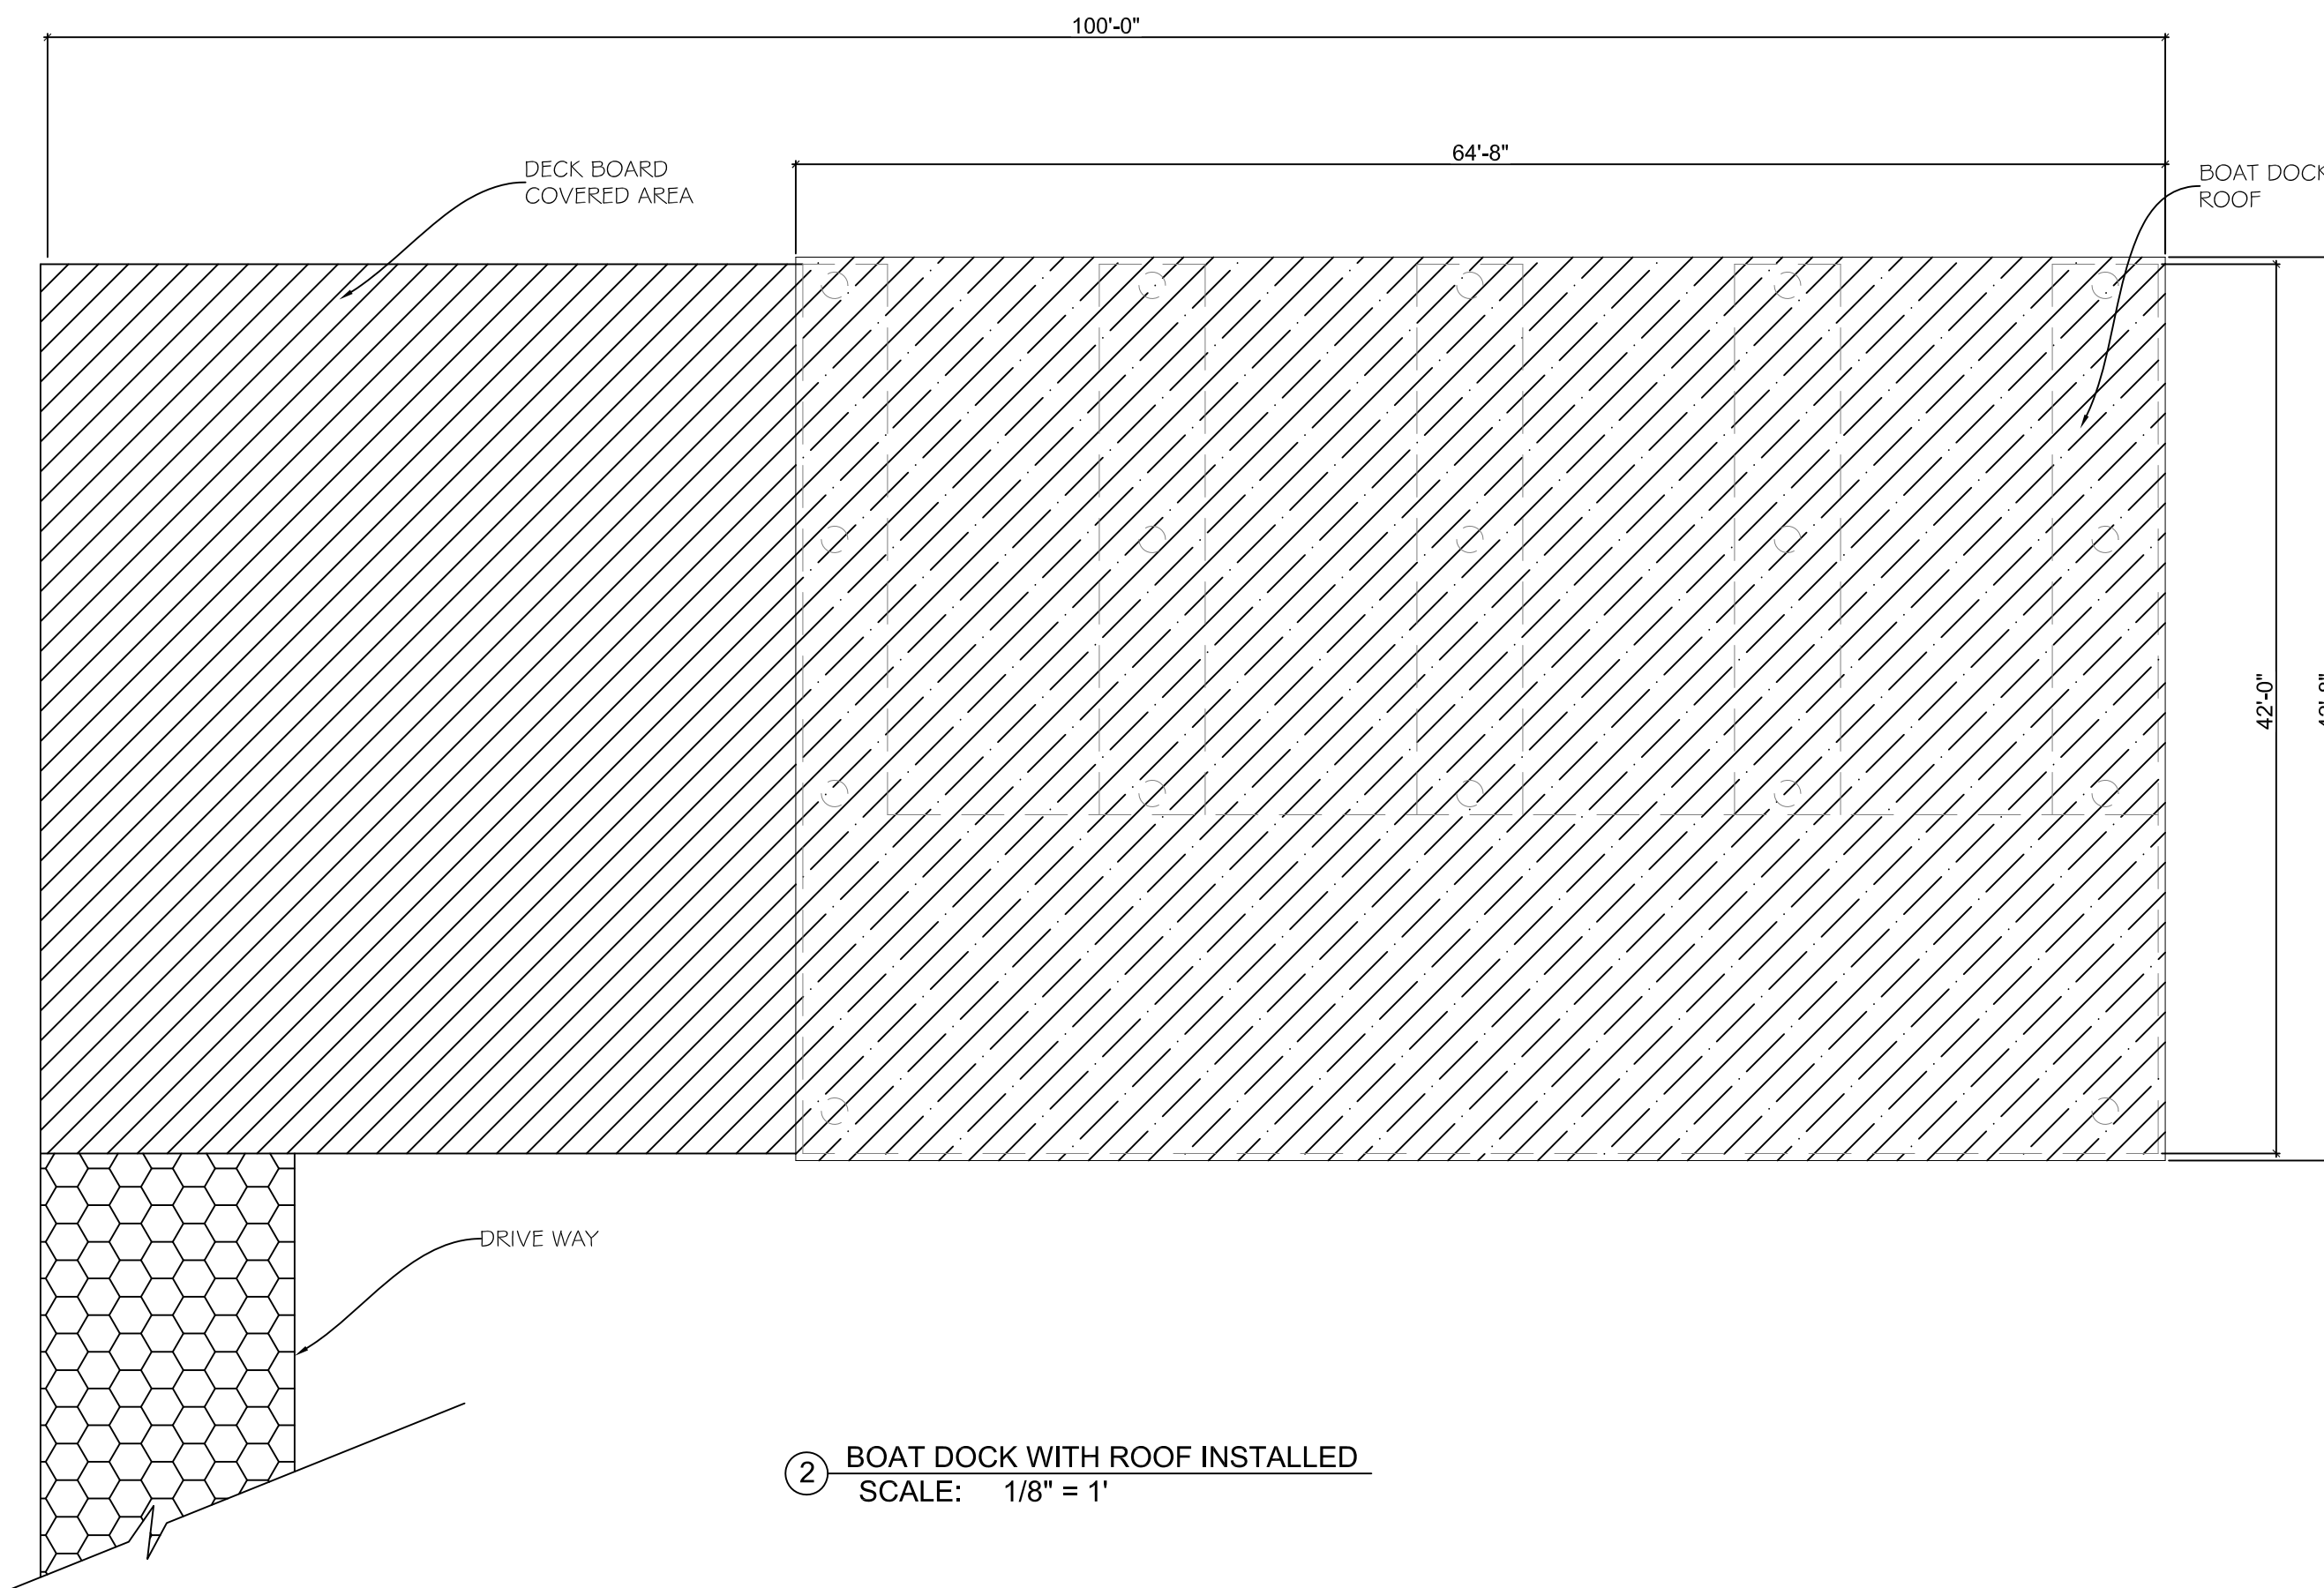 100'-0"
64'-8"
DECK BOARD
COVERED AREA
BOAT DOCK
ROOF
42'-0"
DRIVE WAY
2
BOAT DOCK WITH ROOF INSTALLED
SCALE: 1/8" = 1'